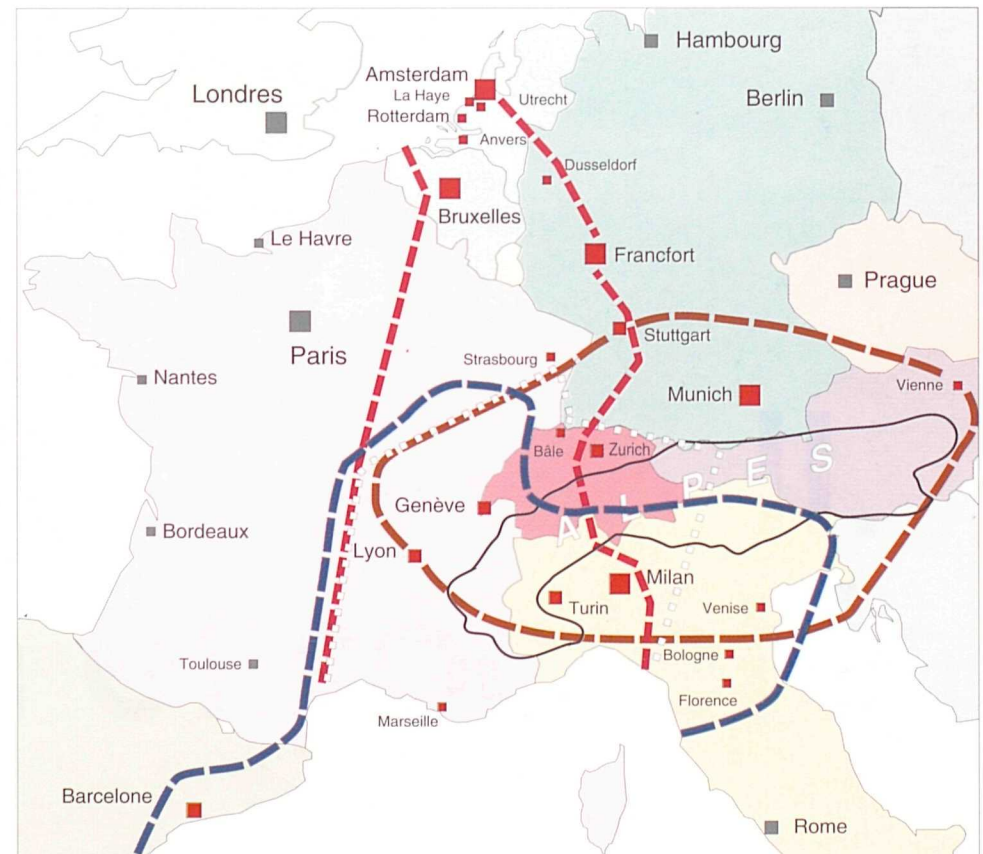 Hambourg
Londres
Amsterdam
La Haye
Utrecht
Berlin
Rotterdam
Anvers
Dusseldorf
Bruxelles
Le Havre
Francfort
Prague
Paris
Stuttgart
Strasbourg
Nantes
Munich
Vienne
Bâle
Zurich
ALPES
Genève
Bordeaux
Lyon
Milan
Turin
Venise
Toulouse
Bologne
Florence
Marseille
Barcelone
Rome